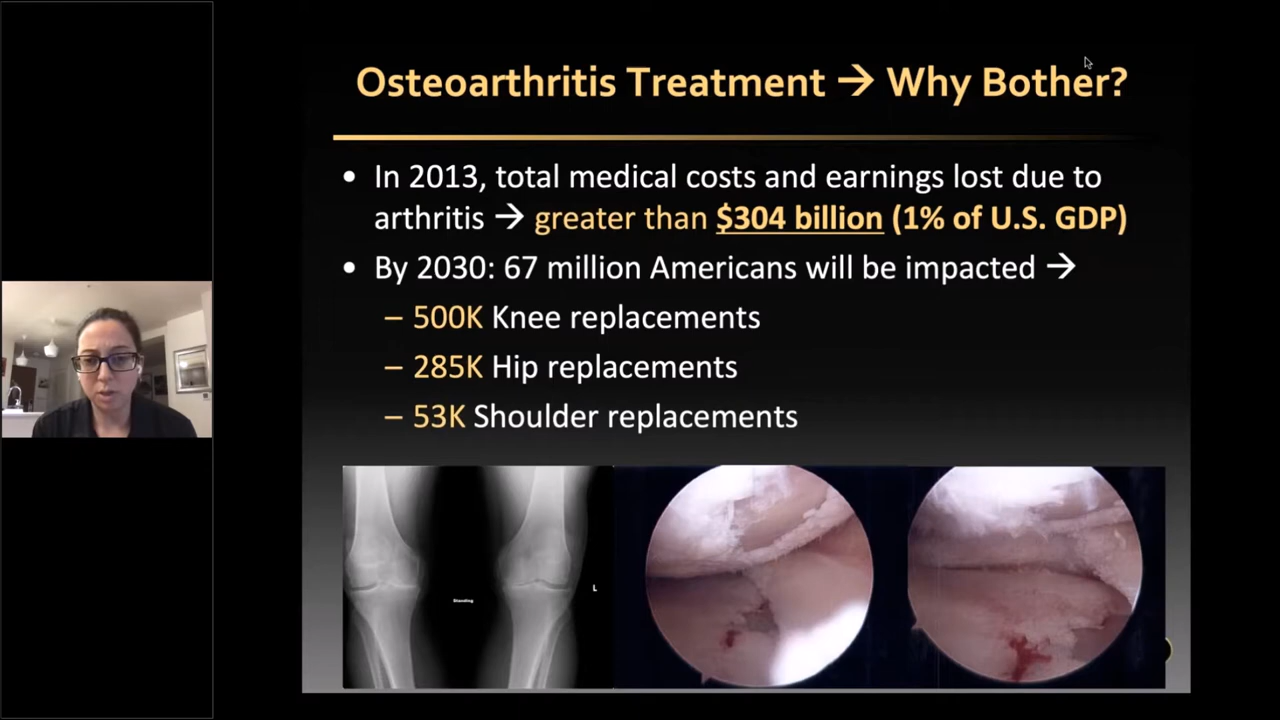 Osteoarthritis Treatment → Why Bother?
• In 2013, total medical costs and earnings lost due to
arthritis → greater than $304 billion (1% of U.S. GDP)
• By 2030: 67 million Americans will be impacted →
– 500K Knee replacements
– 285K Hip replacements
– 53K Shoulder replacements
L
Standing